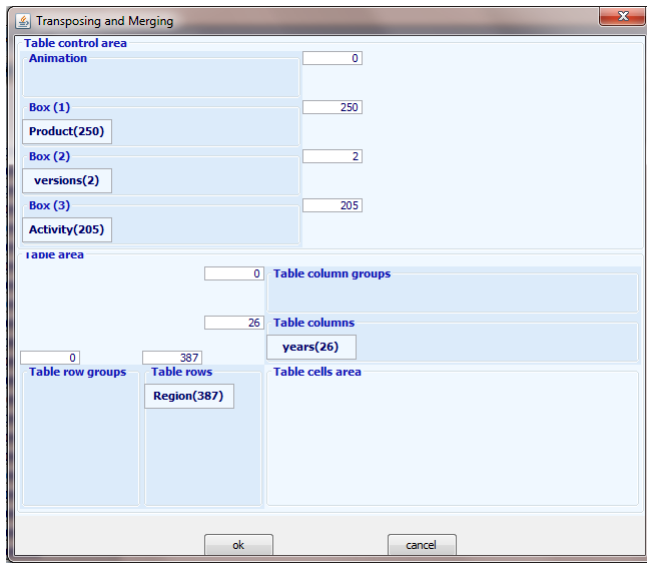 Transposing and Merging
Table control area
Animation
0
Box (1)
250
Product(250)
Box (2)
2
versions(2)
Box (3)
205
Activity(205)
Table area
0
Table column groups
26
Table columns
years(26)
0
387
Table row groups
Table rows
Table cells area
Region(387)
ok
cancel